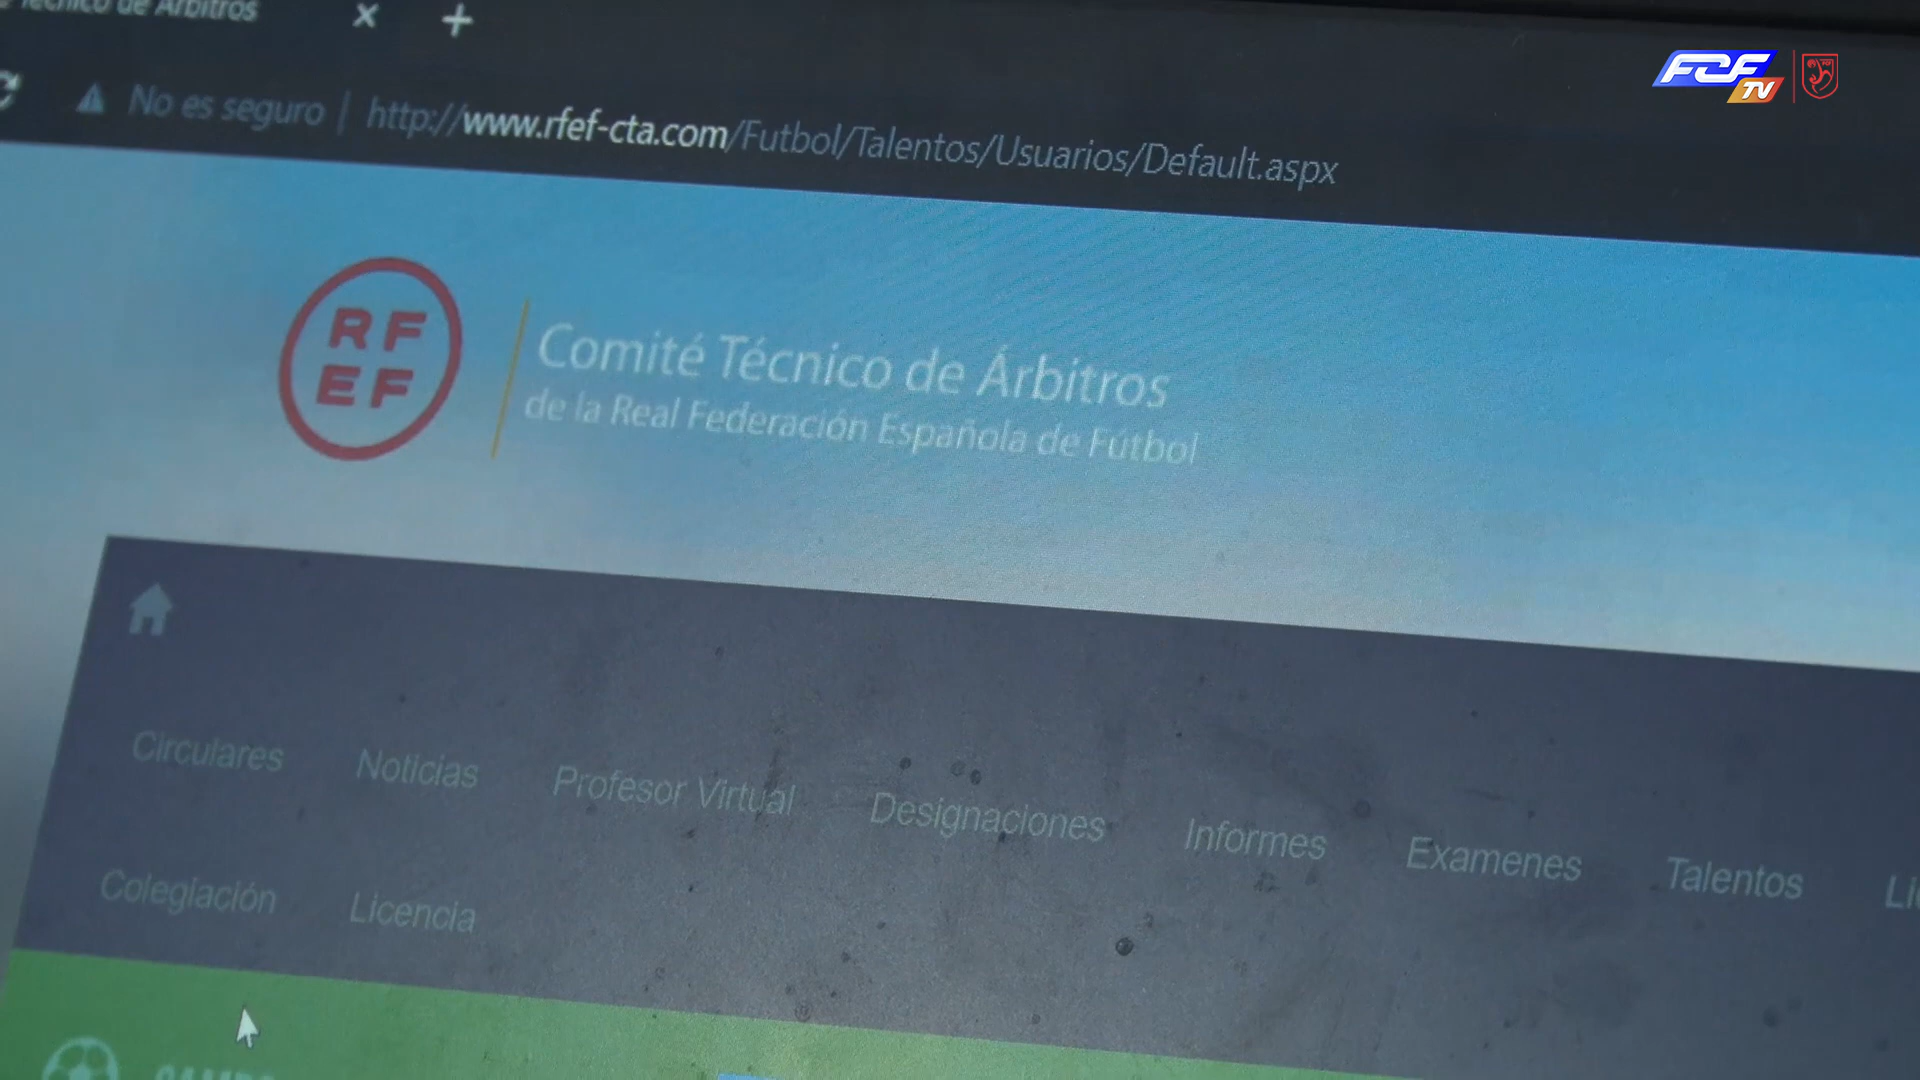 Técnico de Árbitros
No es seguro | http://www.rfef-cta.com/Futbol/Talentos/Usuarios/Default.aspx
FCF
TV
RF
EF
Comité Técnico de Árbitros
de la Real Federación Española de Fútbol
Circulares Noticias Profesor Virtual Designaciones Informes Examenes Talentos
Colegiación Licencia